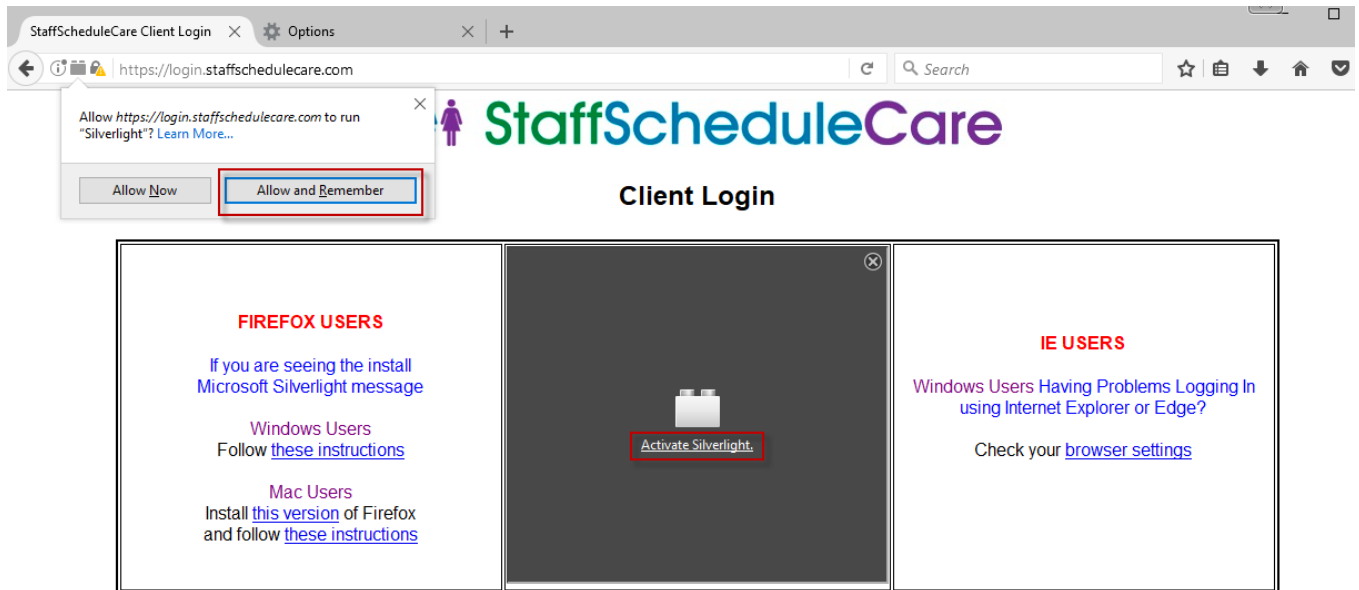 StaffScheduleCare Client Login
Options
https://login.staffschedulecare.com
Search
Allow https://login.staffschedulecare.com to run
"Silverlight"? Learn More...
Allow Now
Allow and Remember
StaffScheduleCare
Client Login
FIREFOX USERS
If you are seeing the install
Microsoft Silverlight message
Windows Users
Follow these instructions
Mac Users
Install this version of Firefox
and follow these instructions
Activate Silverlight.
IE USERS
Windows Users Having Problems Logging In
using Internet Explorer or Edge?
Check your browser settings